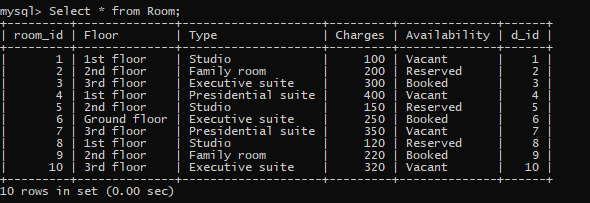 mysql> Select * from Room;
+---------+--------------+--------------------+---------+--------------+------+
| room_id | Floor        | Type               | Charges | Availability | d_id |
+---------+--------------+--------------------+---------+--------------+------+
|       1 | 1st floor    | Studio             |     100 | Vacant       |    1 |
|       2 | 2nd floor    | Family room        |     200 | Reserved     |    2 |
|       3 | 3rd floor    | Executive suite    |     300 | Booked       |    3 |
|       4 | 1st floor    | Presidential suite |     400 | Vacant       |    4 |
|       5 | 2nd floor    | Studio             |     150 | Reserved     |    5 |
|       6 | Ground floor | Executive suite    |     250 | Booked       |    6 |
|       7 | 3rd floor    | Presidential suite |     350 | Vacant       |    7 |
|       8 | 1st floor    | Studio             |     120 | Reserved     |    8 |
|       9 | 2nd floor    | Family room        |     220 | Booked       |    9 |
|      10 | 3rd floor    | Executive suite    |     320 | Vacant       |   10 |
+---------+--------------+--------------------+---------+--------------+------+
10 rows in set (0.00 sec)